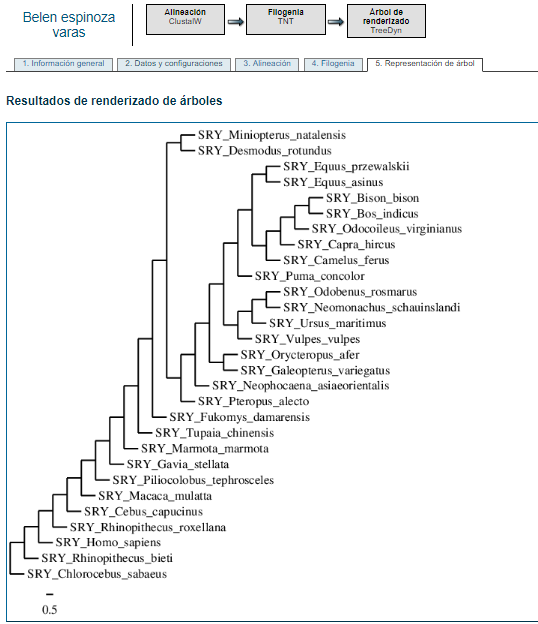 Belen espinoza
varas
Alineación
ClustalW
Filogenia
TNT
Árbol de
renderizado
TreeDyn
1. Información general
2. Datos y configuraciones
3. Alineación
4. Filogenia
5. Representación de árbol
Resultados de renderizado de árboles
SRY_Miniopterus_natalensis
SRY_Desmodus_rotundus
SRY_Equus_przewalskii
SRY_Equus_asinus
SRY_Bison_bison
SRY_Bos_indicus
SRY_Odocoileus_virginianus
SRY_Capra_hircus
SRY_Camelus_ferus
SRY_Puma_concolor
SRY_Odobenus_rosmarus
SRY_Neomonachus_schauinslandi
SRY_Ursus_maritimus
SRY_Vulpes_vulpes
SRY_Orycteropus_afer
SRY_Galeopterus_variegatus
SRY_Neophocaena_asiaeorientalis
SRY_Pteropus_alecto
SRY_Fukomys_damarensis
SRY_Tupaia_chinensis
SRY_Marmota_marmota
SRY_Gavia_stellata
SRY_Piliocolobus_tephrosceles
SRY_Macaca_mulatta
SRY_Cebus_capucinus
SRY_Rhinopithecus_roxellana
SRY_Homo_sapiens
SRY_Rhinopithecus_bieti
SRY_Chlorocebus_sabaeus
0.5